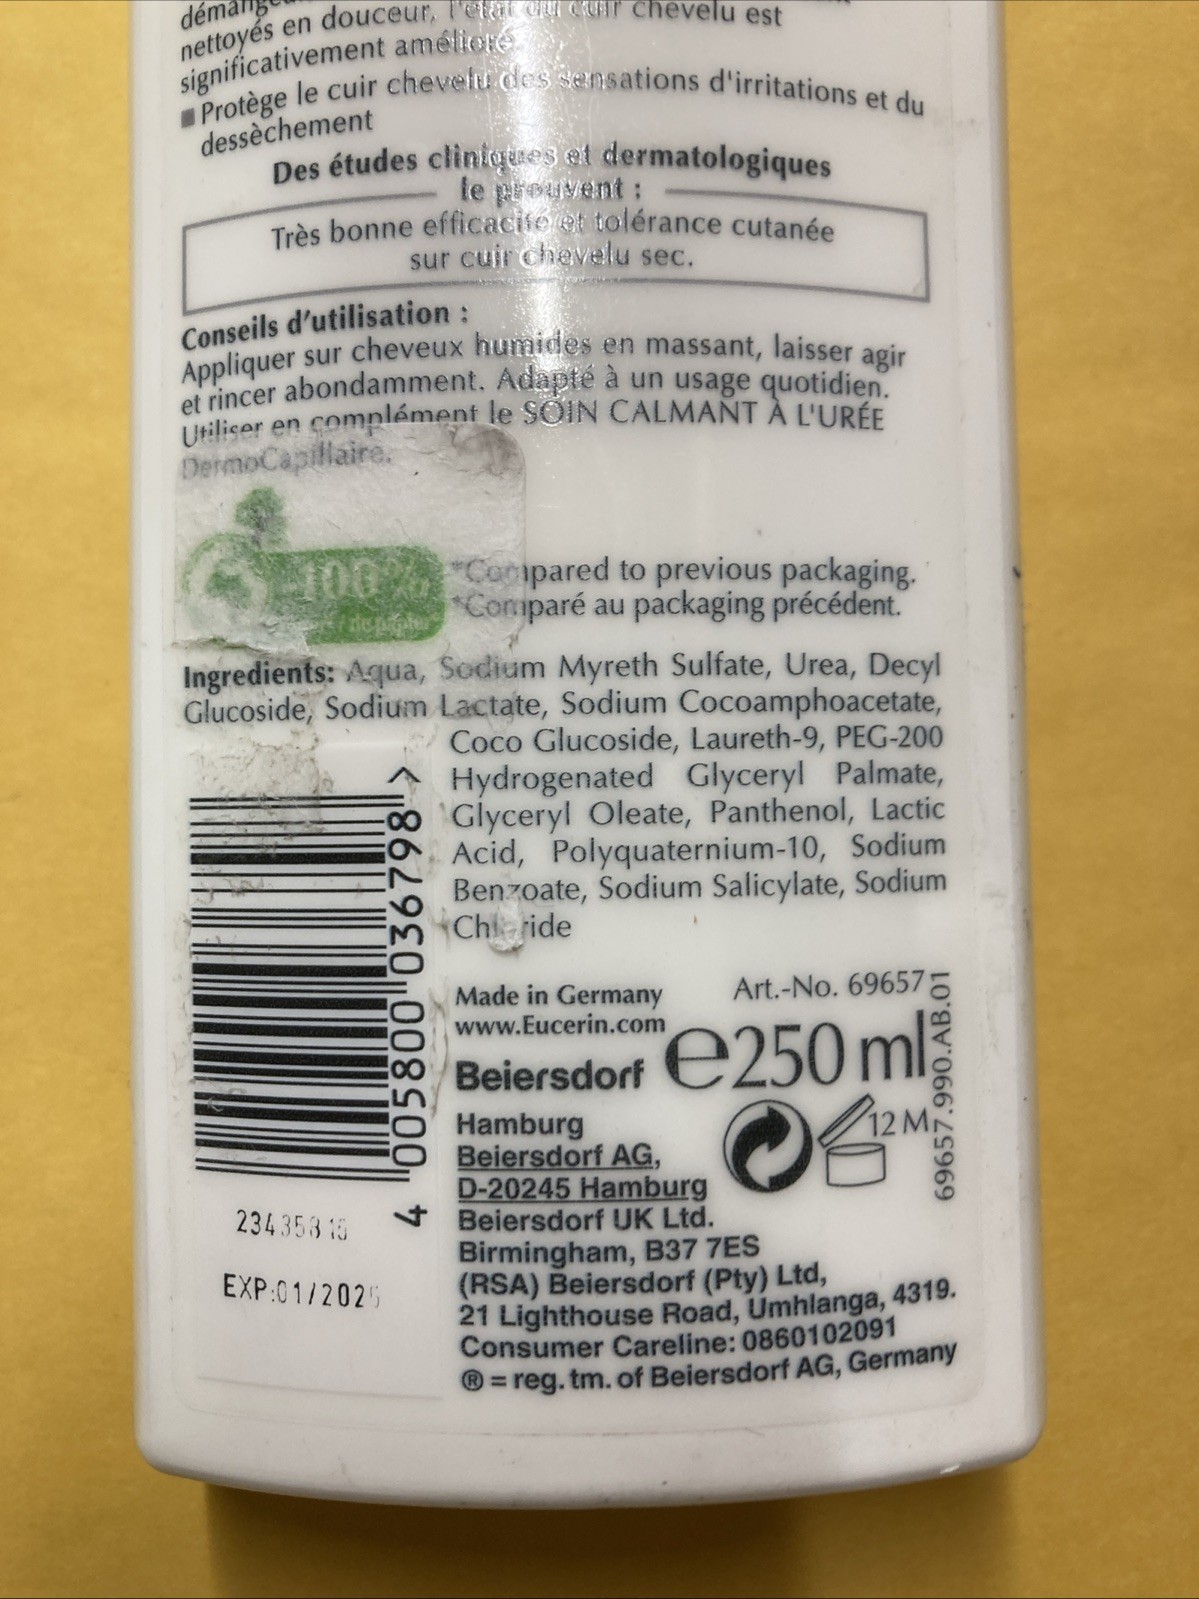 nettoyés en douceur, l'état du cuir chevelu est
significativement amélioré
■ Protège le cuir chevelu des sensations d'irritations et du
dessèchement
Des études cliniques et dermatologiques
le prouvent :
Très bonne efficacité et tolérance cutanée
sur cuir chevelu sec.
Conseils d'utilisation :
Appliquer sur cheveux humides en massant, laisser agir
et rincer abondamment. Adapté à un usage quotidien.
Utiliser en complément le SOIN CALMANT À L'URÉE
DermoCapillaire.
100%
*Compared to previous packaging.
*Comparé au packaging précédent.
Ingredients: Aqua, Sodium Myreth Sulfate, Urea, Decyl
Glucoside, Sodium Lactate, Sodium Cocoamphoacetate,
Coco Glucoside, Laureth-9, PEG-200
Hydrogenated Glyceryl Palmate,
Glyceryl Oleate, Panthenol, Lactic
Acid, Polyquaternium-10, Sodium
Benzoate, Sodium Salicylate, Sodium
Chloride
4 005800 036798 >
Made in Germany
Art.-No. 69657
www.Eucerin.com
Beiersdorf
℮250 ml
Hamburg
12 M
69657.990.AB.01
Beiersdorf AG,
D-20245 Hamburg
Beiersdorf UK Ltd.
Birmingham, B37 7ES
(RSA) Beiersdorf (Pty) Ltd,
21 Lighthouse Road, Umhlanga, 4319.
Consumer Careline: 0860102091
® = reg. tm. of Beiersdorf AG, Germany